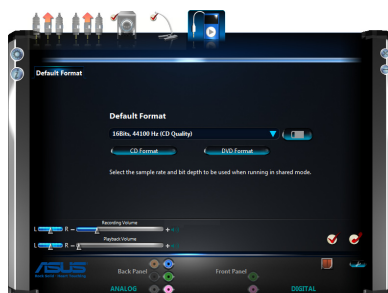 Default Format
Default Format
16Bits, 44100 Hz (CD Quality)
CD Format
DVD Format
Select the sample rate and bit depth to be used when running in shared mode.
Recording Volume
L R - +
Playback Volume
L R - +
ASUS
Back Panel
Front Panel
ANALOG
DIGITAL